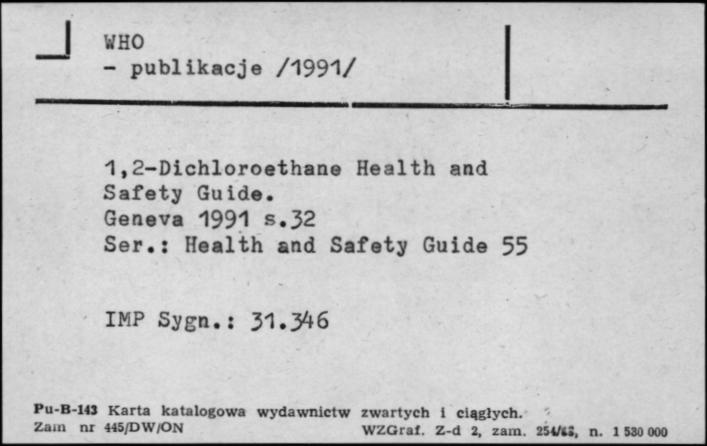 WHO
- publikacje /1991/
1,2-Dichloroethane Health and
Safety Guide.
Geneva 1991 s.32
Ser.: Health and Safety Guide 55
IMP Sygn.: 31.346
Pu-B-143 Karta katalogowa wydawnictw zwartych i ciągłych.
Zam nr 445/DW/ON WZGraf. Z-d 2, zam. n. 1 530 000